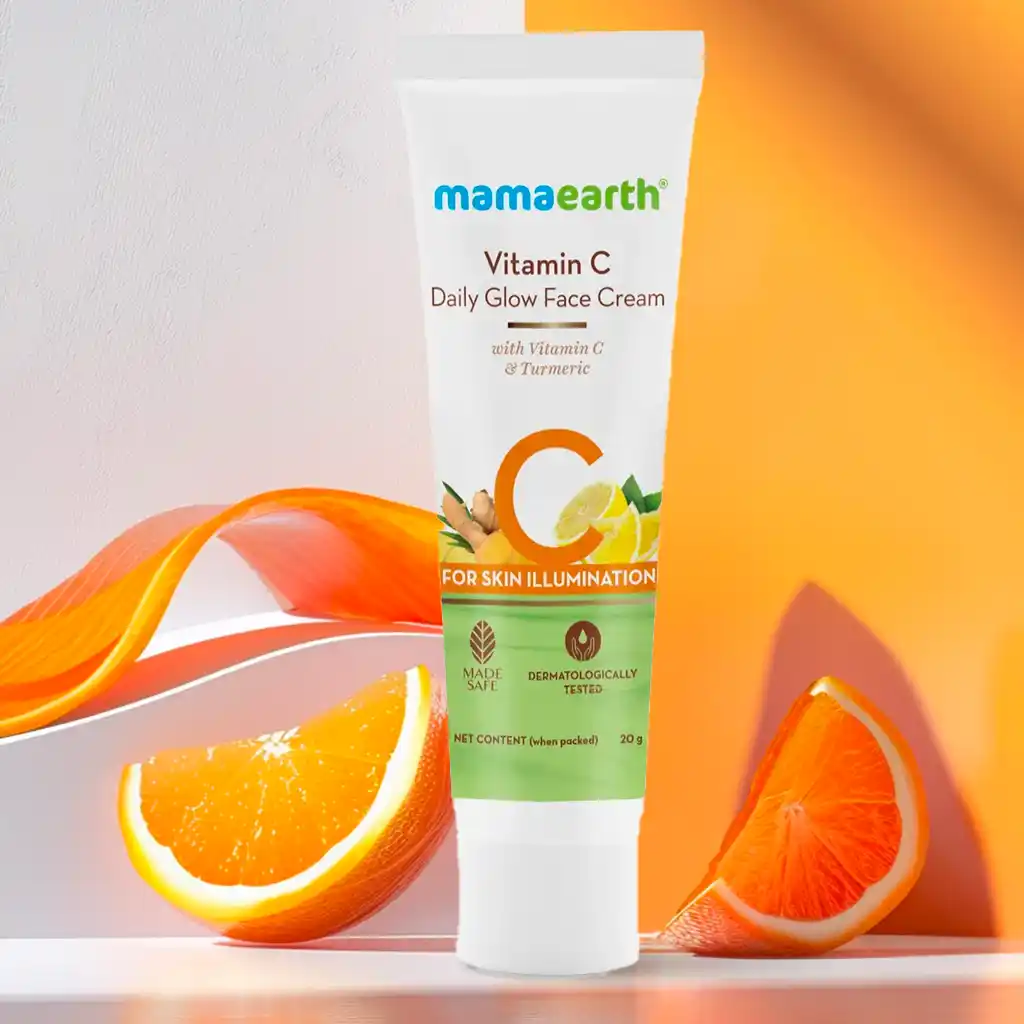 mamaearth®
Vitamin C
Daily Glow Face Cream
with Vitamin C
& Turmeric
C
FOR SKIN ILLUMINATION
MADE
SAFE
DERMATOLOGICALLY
TESTED
NET CONTENT (when packed) 20 g